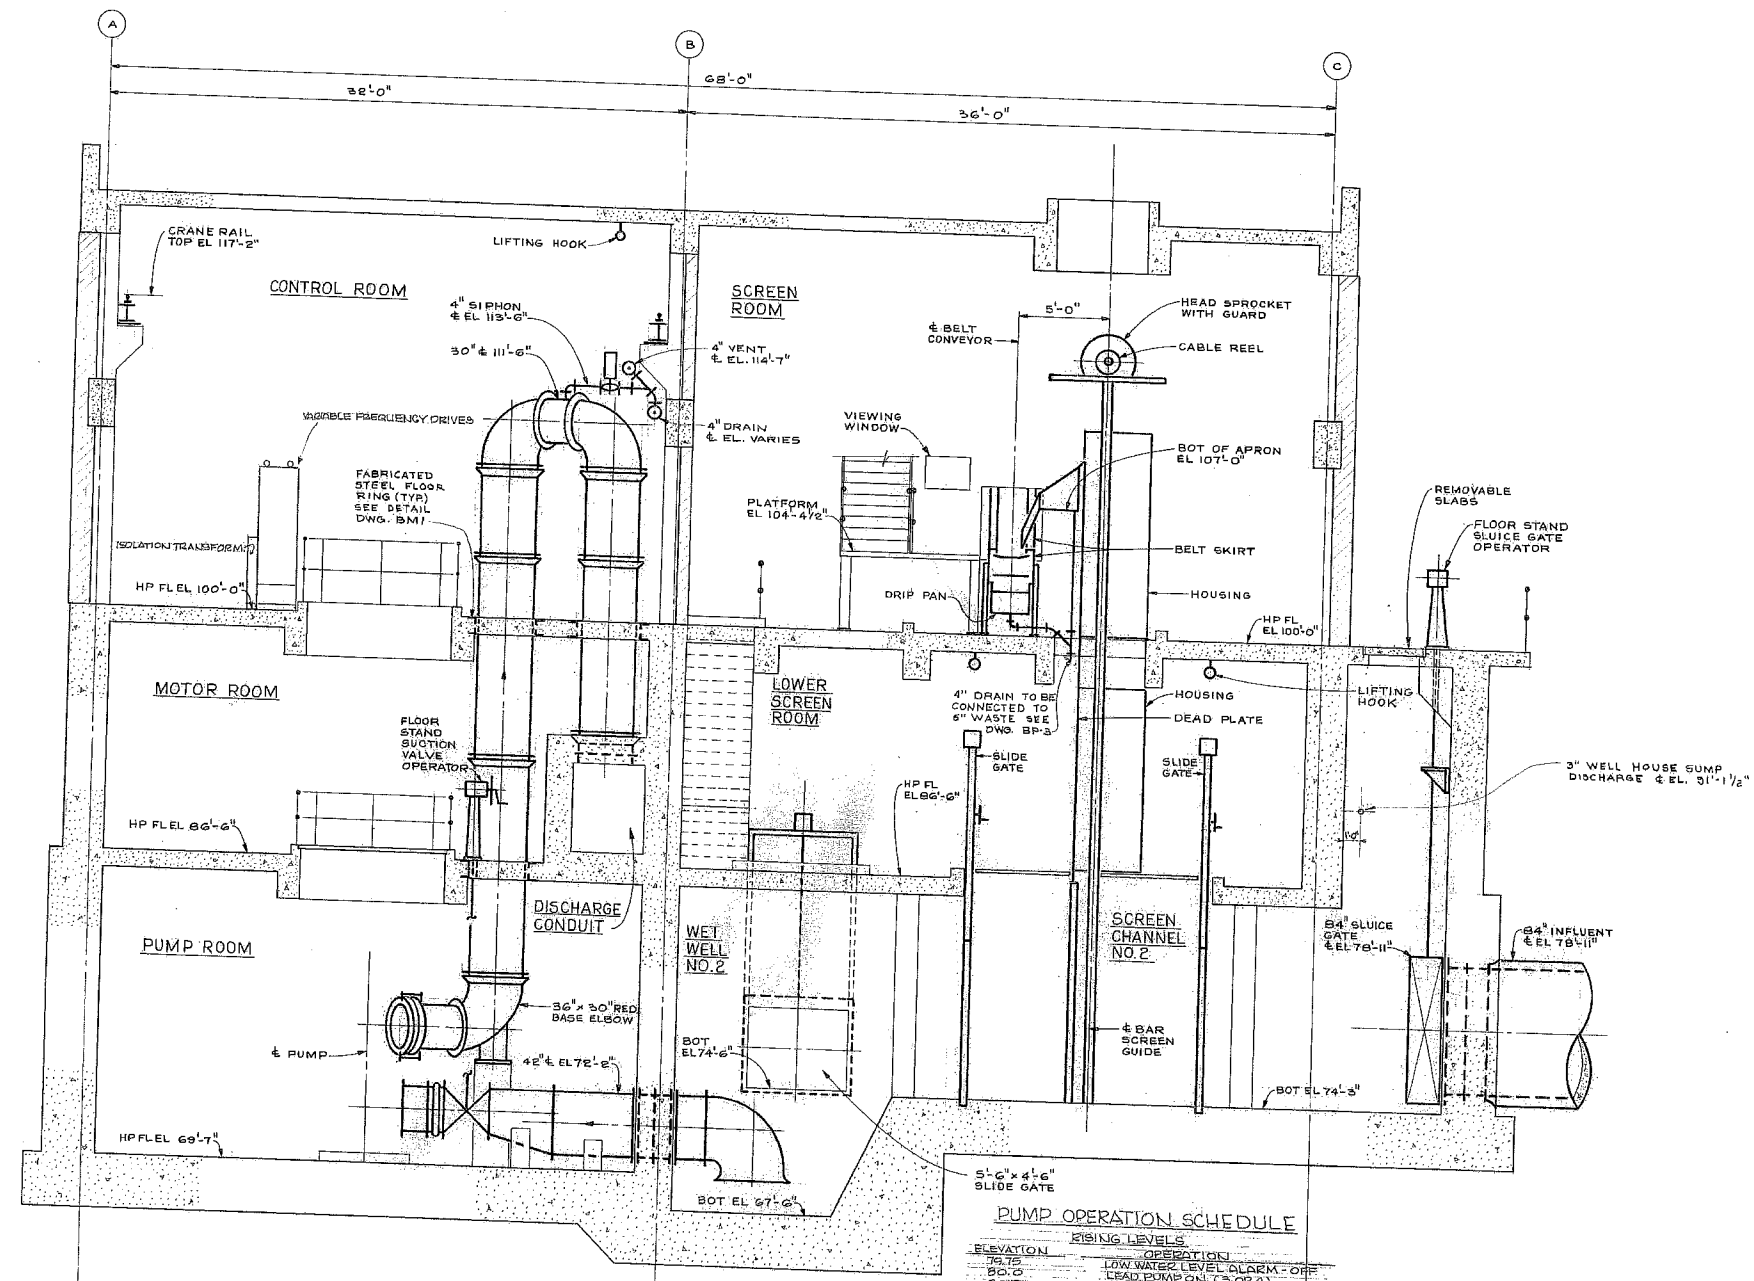 A
B
C
68'-0"
32'-0"
36'-0"
CRANE RAIL
TOP EL 117'-2"
LIFTING HOOK
CONTROL ROOM
SCREEN
ROOM
4" SIPHON
℄ EL 113'-6"
30" ℄ 111'-6"
4" VENT
℄ EL. 114'-7"
5'-0"
HEAD SPROCKET
WITH GUARD
CABLE REEL
℄ BELT
CONVEYOR
VARIABLE FREQUENCY DRIVES
4" DRAIN
℄ EL. VARIES
VIEWING
WINDOW
BOT OF APRON
EL 107'-0"
FABRICATED
STEEL FLOOR
RING (TYP.)
SEE DETAIL
DWG. BM1
PLATFORM
EL 104'-4 1/2"
REMOVABLE
SLABS
FLOOR STAND
SLUICE GATE
OPERATOR
ISOLATION TRANSFORM.
BELT SKIRT
HP FL EL 100'-0"
DRIP PAN
HOUSING
HP FL
EL 100'-0"
MOTOR ROOM
LOWER
SCREEN
ROOM
4" DRAIN TO BE
CONNECTED TO
6" WASTE SEE
DWG. BP-3
HOUSING
DEAD PLATE
LIFTING
HOOK
FLOOR
STAND
SUCTION
VALVE
OPERATOR
SLIDE
GATE
SLIDE
GATE
3" WELL HOUSE SUMP
DISCHARGE ℄ EL. 91'-1 1/2"
HP FL
EL 86'-6"
1'-0"
HP FL EL 86'-6"
DISCHARGE
CONDUIT
PUMP ROOM
WET
WELL
NO.2
SCREEN
CHANNEL
NO.2
84" SLUICE
GATE
℄ EL 78'-11"
84" INFLUENT
℄ EL 78'-11"
36" x 30" RED.
BASE ELBOW
℄ PUMP
42" ℄ EL 72'-2"
BOT
EL 74'-6"
℄ BAR
SCREEN
GUIDE
BOT EL 74'-3"
HP FL EL 69'-7"
BOT EL 67'-6"
5'-6" x 4'-6"
SLIDE GATE
PUMP OPERATION SCHEDULE
RISING LEVELS
ELEVATION OPERATION
79.75 LOW WATER LEVEL ALARM - OFF
80.0 LEAD PUMP ON